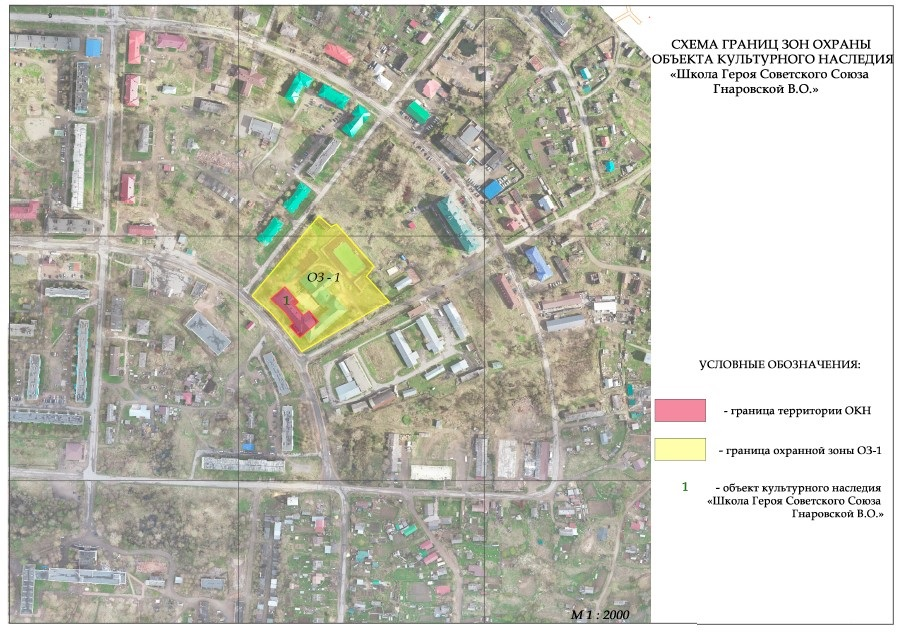 СХЕМА ГРАНИЦ ЗОН ОХРАНЫ
ОБЪЕКТА КУЛЬТУРНОГО НАСЛЕДИЯ
«Школа Героя Советского Союза
Гнаровской В.О.»
ОЗ - 1
1
УСЛОВНЫЕ ОБОЗНАЧЕНИЯ:
- граница территории ОКН
- граница охранной зоны ОЗ-1
1 - объект культурного наследия
«Школа Героя Советского Союза
Гнаровской В.О.»
М 1 : 2000